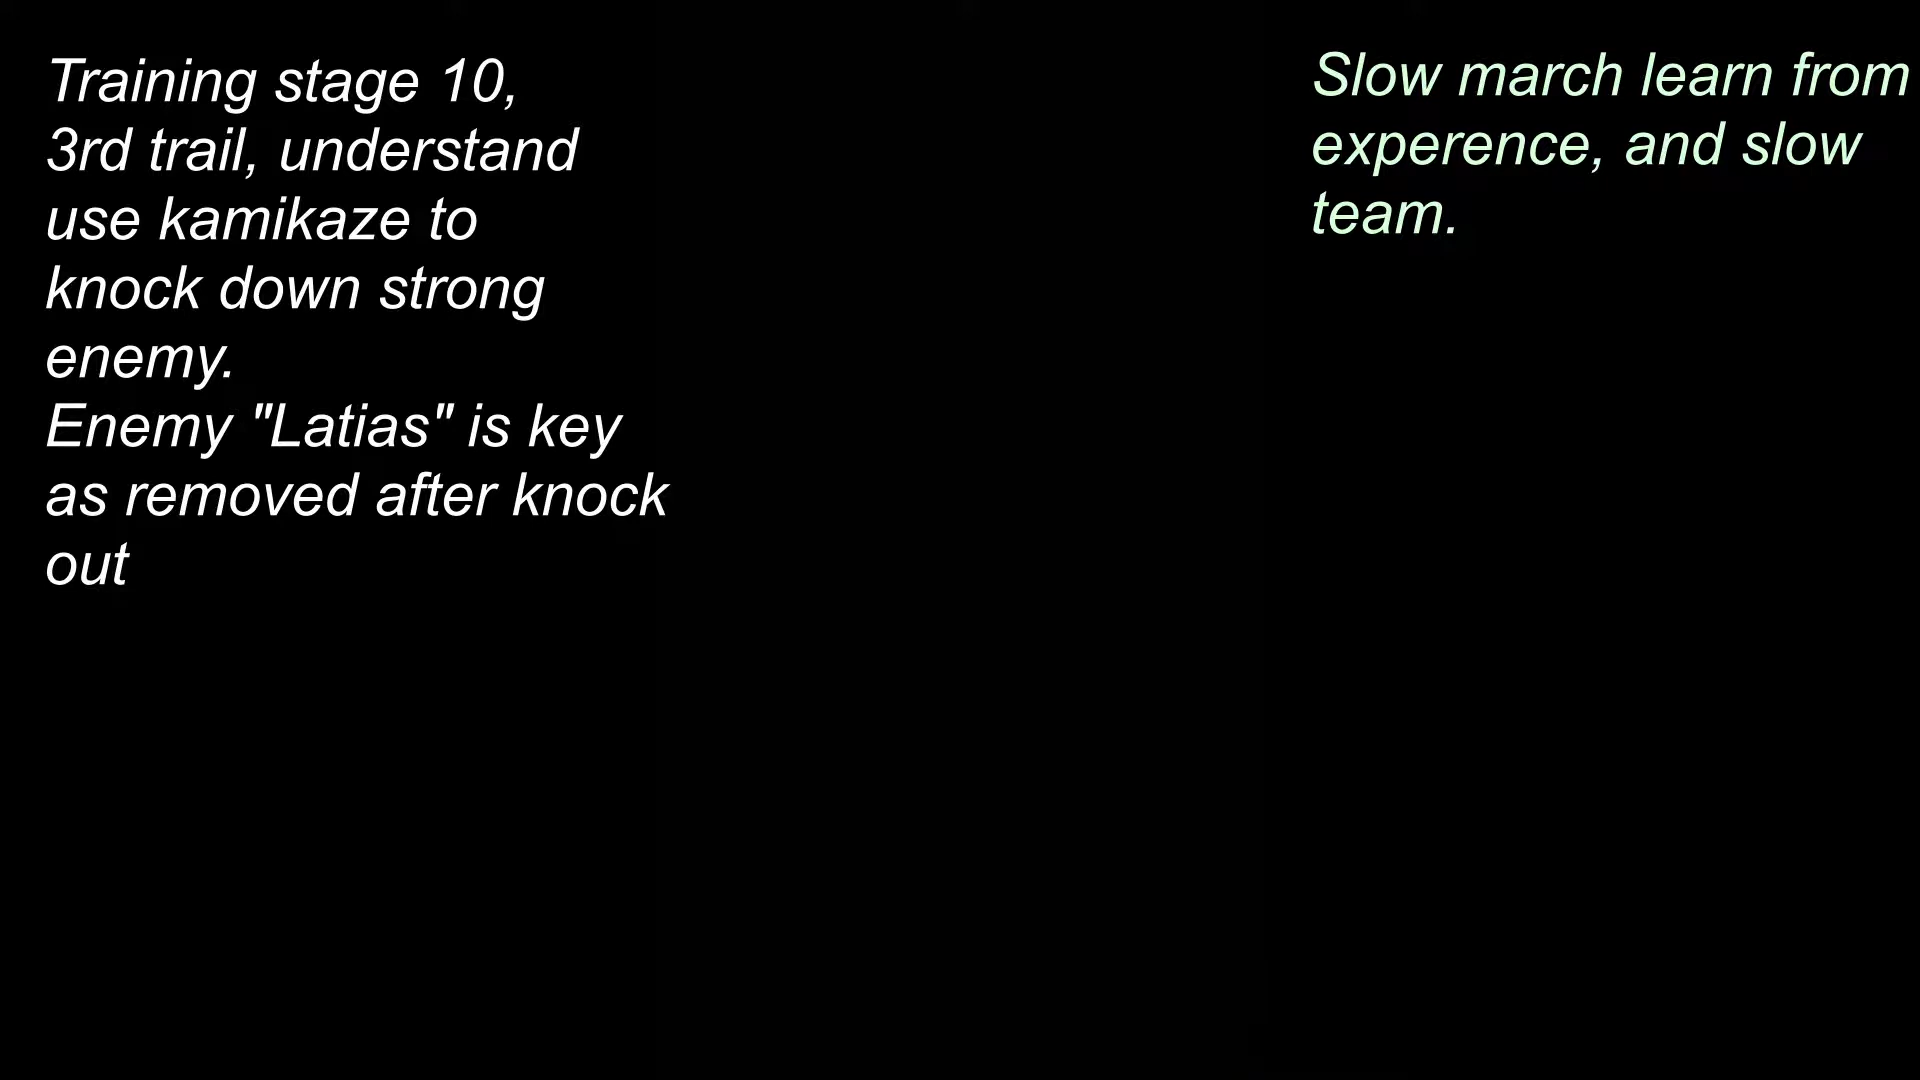 Training stage 10,
3rd trail, understand
use kamikaze to
knock down strong
enemy.
Enemy "Latias" is key
as removed after knock
out
Slow march learn from
experence, and slow
team.